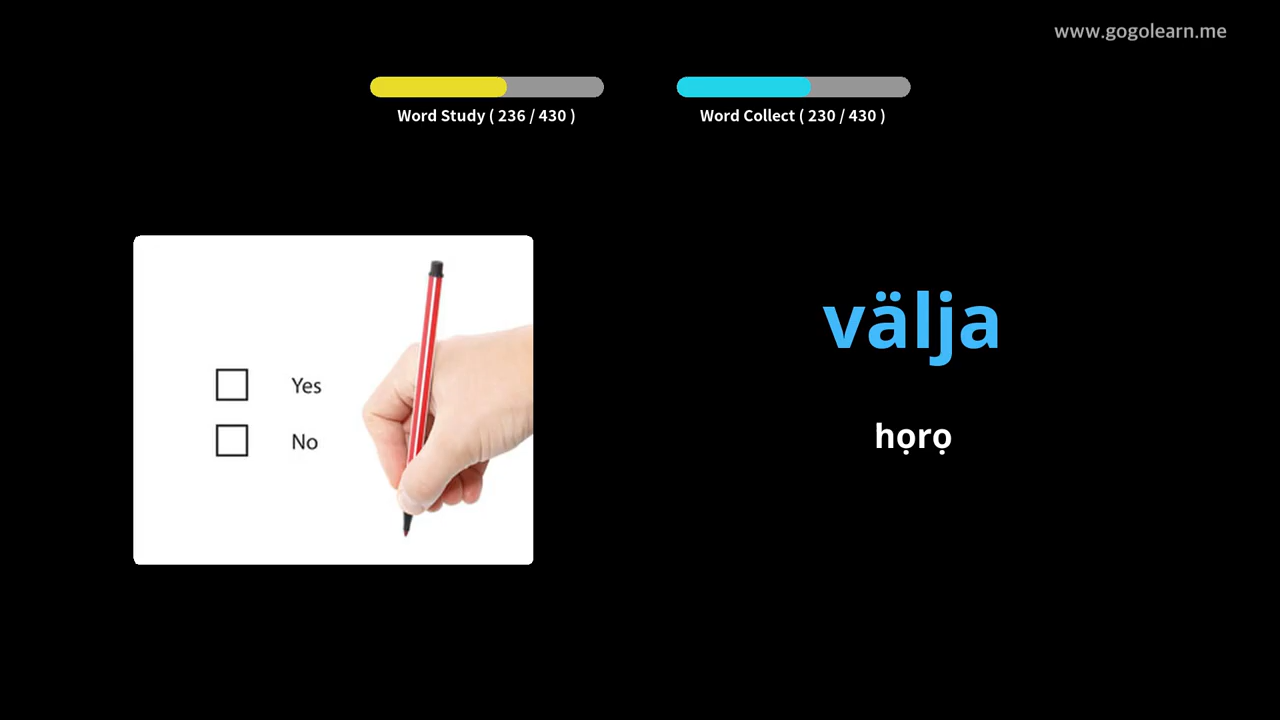 www.gogolearn.me
Word Study ( 236 / 430 )
Word Collect ( 230 / 430 )
Yes
No
välja
họrọ